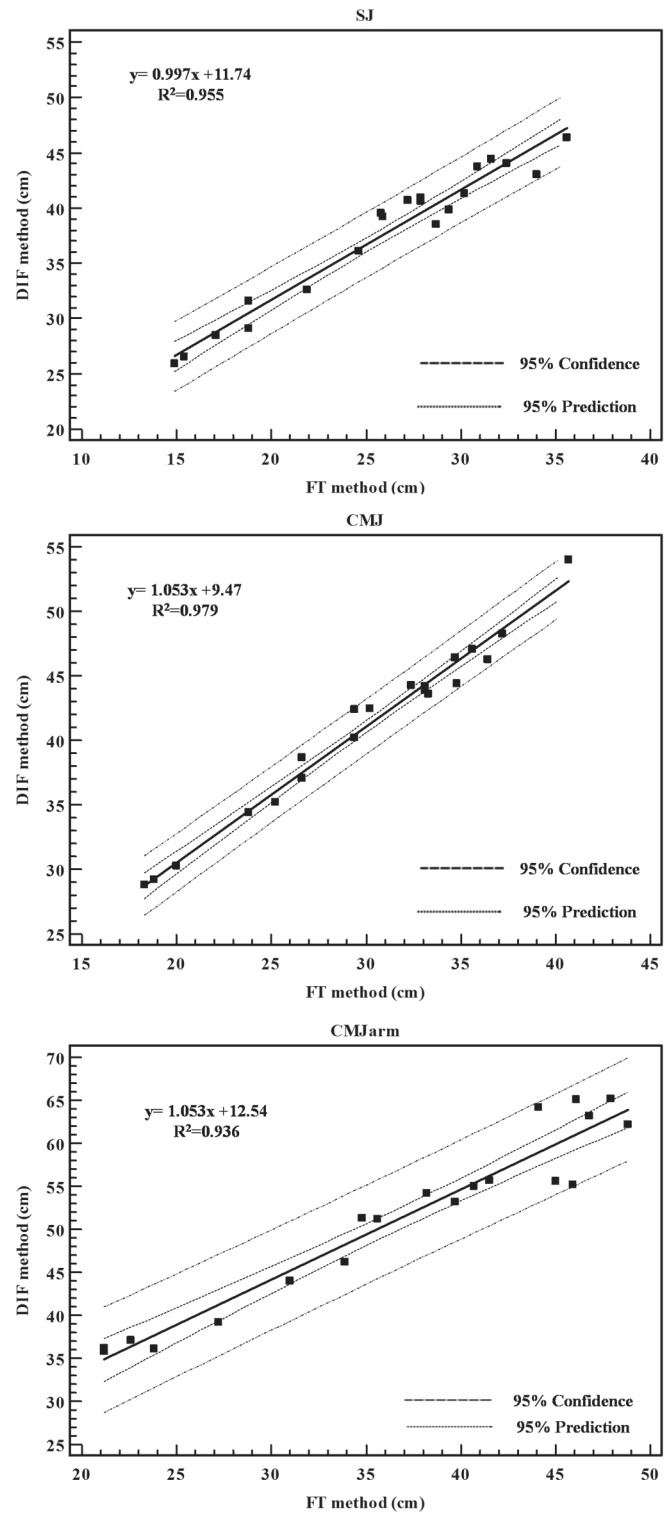 SJ
55
50
45
40
35
30
25
20
y= 0.997x +11.74
R²=0.955
95% Confidence
95% Prediction
10 15 20 25 30 35 40
DIF method (cm)
FT method (cm)
CMJ
55
50
45
40
35
30
25
y= 1.053x +9.47
R²=0.979
95% Confidence
95% Prediction
15 20 25 30 35 40 45
DIF method (cm)
FT method (cm)
CMJarm
70
65
60
55
50
45
40
35
30
25
y= 1.053x +12.54
R²=0.936
95% Confidence
95% Prediction
20 25 30 35 40 45 50
DIF method (cm)
FT method (cm)